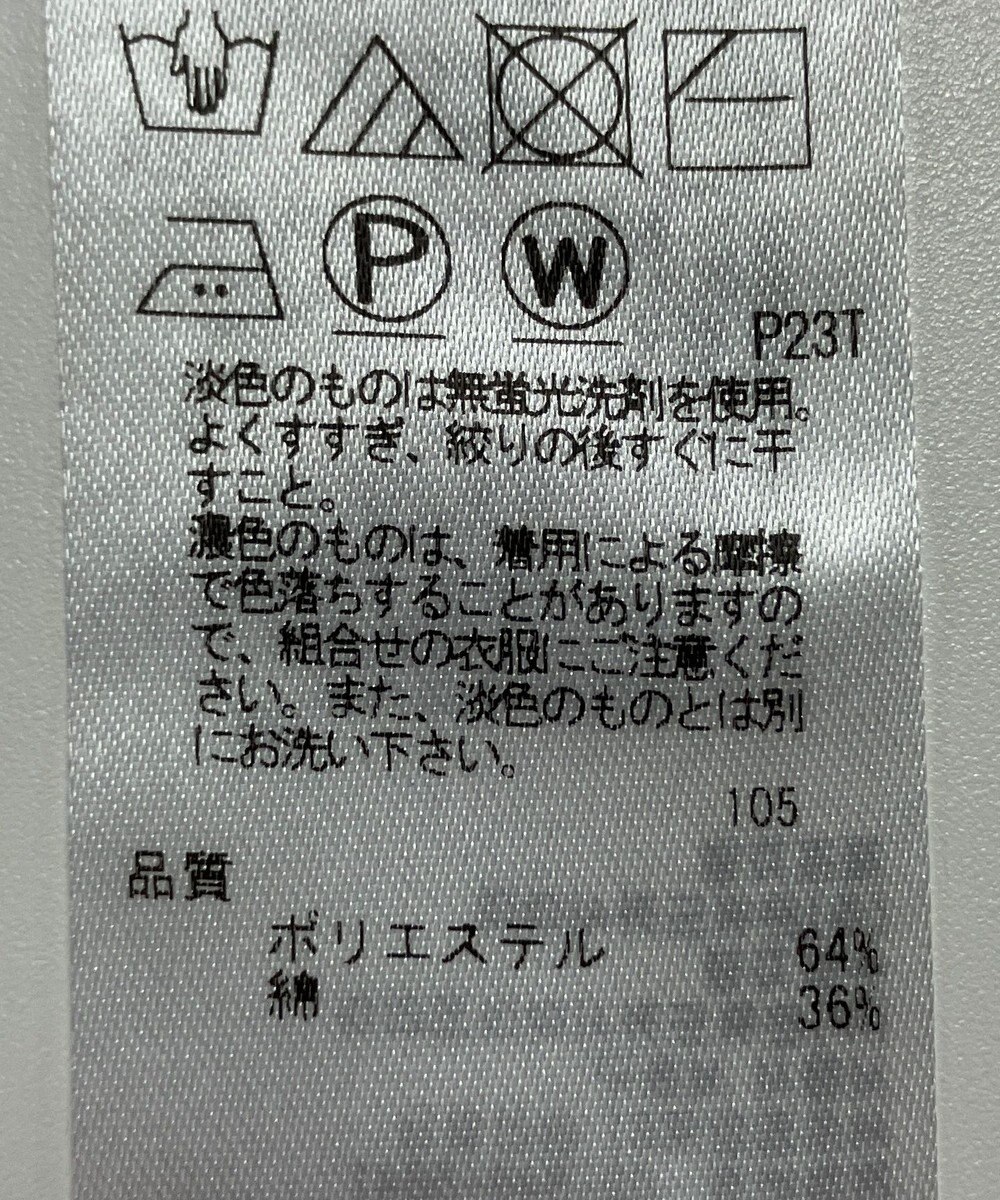 P
W
P23T
淡色のものは無蛍光洗剤を使用。
よくすすぎ、絞りの後すぐに干
すこと。
濃色のものは、着用による摩擦
で色落ちすることがありますの
で、組合せの衣服にご注意くだ
さい。また、淡色のものとは別
にお洗い下さい。
105
品質
ポリエステル 64%
綿 36%